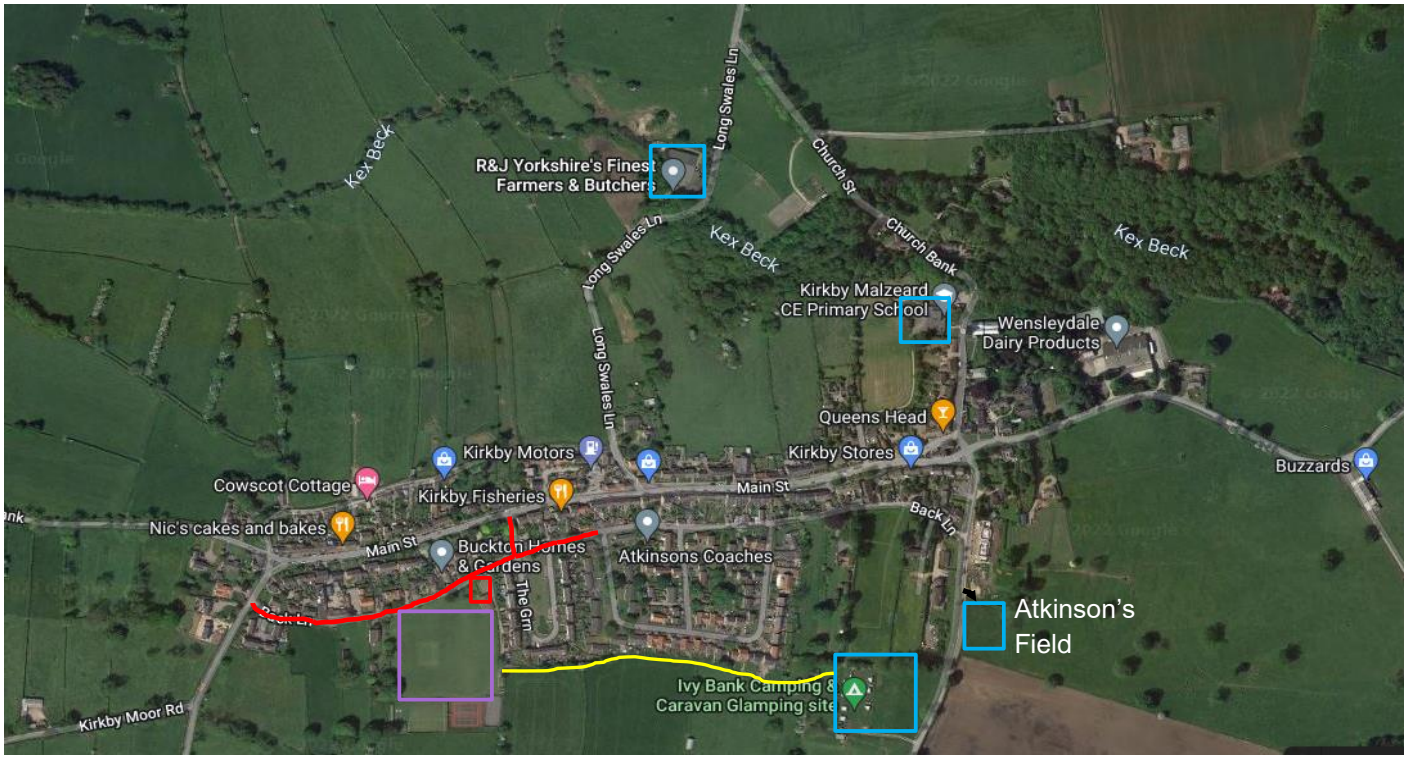 © 2022 Google
Long Swales Ln
Kex Beck
Church St
R&J Yorkshire's Finest
Farmers & Butchers
Long Swales Ln
Kex Beck
Church Bank
Kex Beck
Kirkby Malzeard
CE Primary School
Wensleydale
Dairy Products
Long Swales Ln
Queens Head
Kirkby Motors
Kirkby Stores
Buzzards
Cowscot Cottage
Kirkby Fisheries
Main St
Nic's cakes and bakes
Back Ln
Main St
Buckton Homes
& Gardens
Atkinsons Coaches
The Grn
Back Ln
Atkinson's
Field
Ivy Bank Camping &
Caravan Glamping site
Kirkby Moor Rd